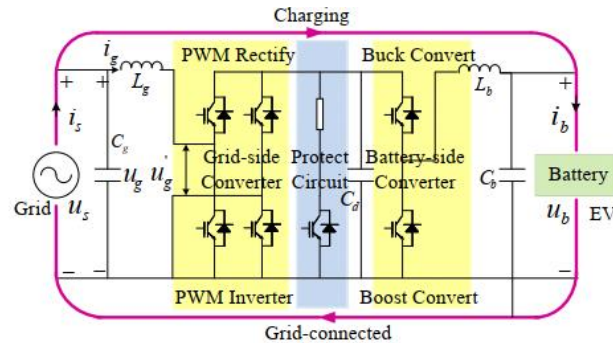 Charging
i_g
PWM Rectify
Buck Convert
+
+
L_g
L_b
+
+
i_s
C_g
i_b
Grid-side
Converter
Protect
Circuit
Battery-side
Converter
u_g
u_g'
C_d
C_b
Battery
Grid
u_s
u_b
EV
PWM Inverter
Boost Convert
Grid-connected